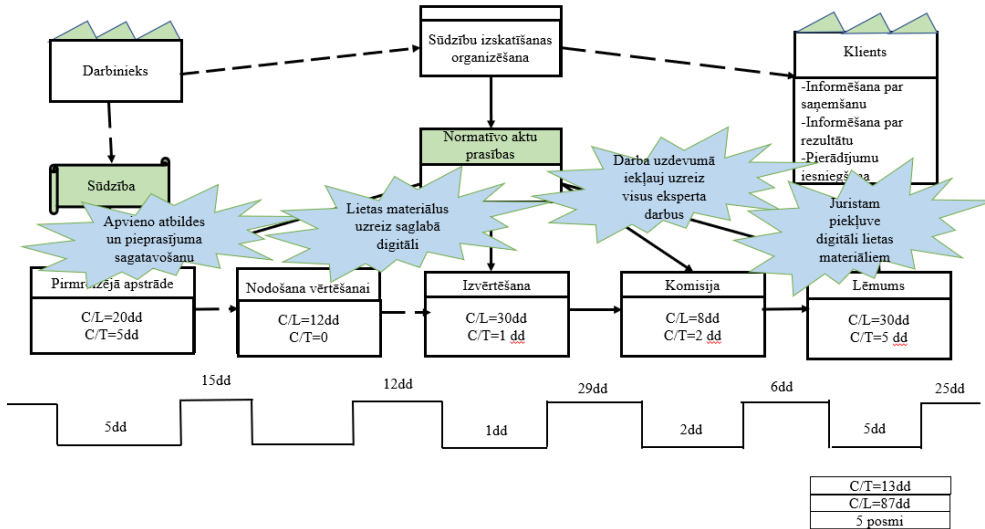 Darbinieks
Sūdzību izskatīšanas
organizēšana
Klients
-Informēšana par
saņemšanu
-Informēšana par
rezultātu
-Pierādījumu
iesniegšana
Normatīvo aktu
prasības
Sūdzība
Apvieno atbildes
un pieprasījuma
sagatavošanu
Lietas materiālus
uzreiz saglabā
digitāli
Darba uzdevumā
iekļauj uzreiz
visus eksperta
darbus
Juristam
piekļuve
digitāli lietas
materiāliem
Pirmreizējā apstrāde
C/L=20dd
C/T=5dd
Nodošana vērtēšanai
C/L=12dd
C/T=0
Izvērtēšana
C/L=30dd
C/T=1 dd
Komisija
C/L=8dd
C/T=2 dd
Lēmums
C/L=30dd
C/T=5 dd
15dd
12dd
29dd
6dd
25dd
5dd
1dd
2dd
5dd
C/T=13dd
C/L=87dd
5 posmi